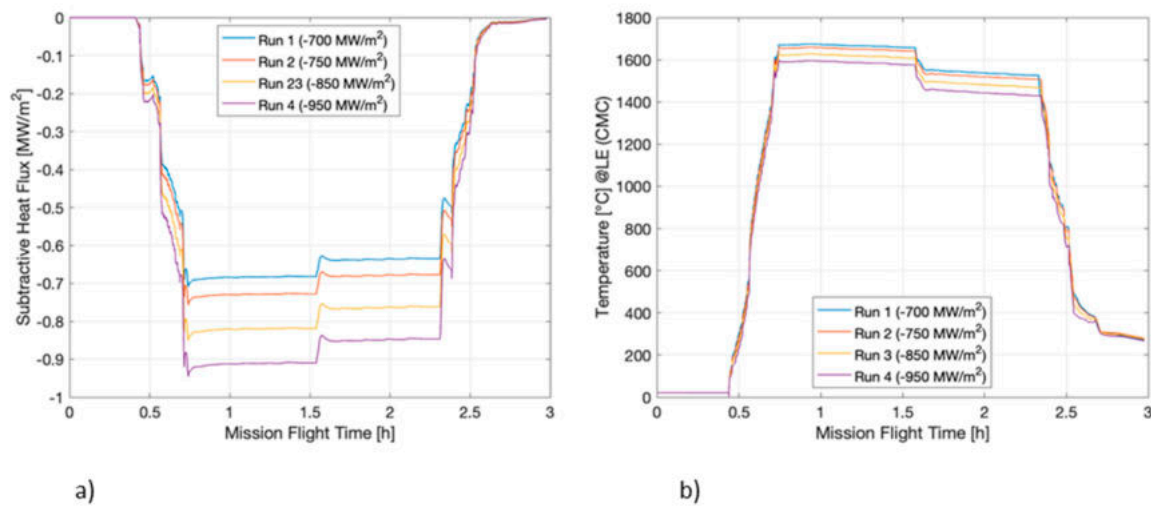 0
-0.1
-0.2
-0.3
-0.4
-0.5
-0.6
-0.7
-0.8
-0.9
-1
Subtractive Heat Flux [MW/m²]
Run 1 (-700 MW/m²)
Run 2 (-750 MW/m²)
Run 23 (-850 MW/m²)
Run 4 (-950 MW/m²)
0 0.5 1 1.5 2 2.5 3
Mission Flight Time [h]
a)
1800
1600
1400
1200
1000
800
600
400
200
0
Temperature [°C] @LE (CMC)
Run 1 (-700 MW/m²)
Run 2 (-750 MW/m²)
Run 3 (-850 MW/m²)
Run 4 (-950 MW/m²)
0 0.5 1 1.5 2 2.5 3
Mission Flight Time [h]
b)